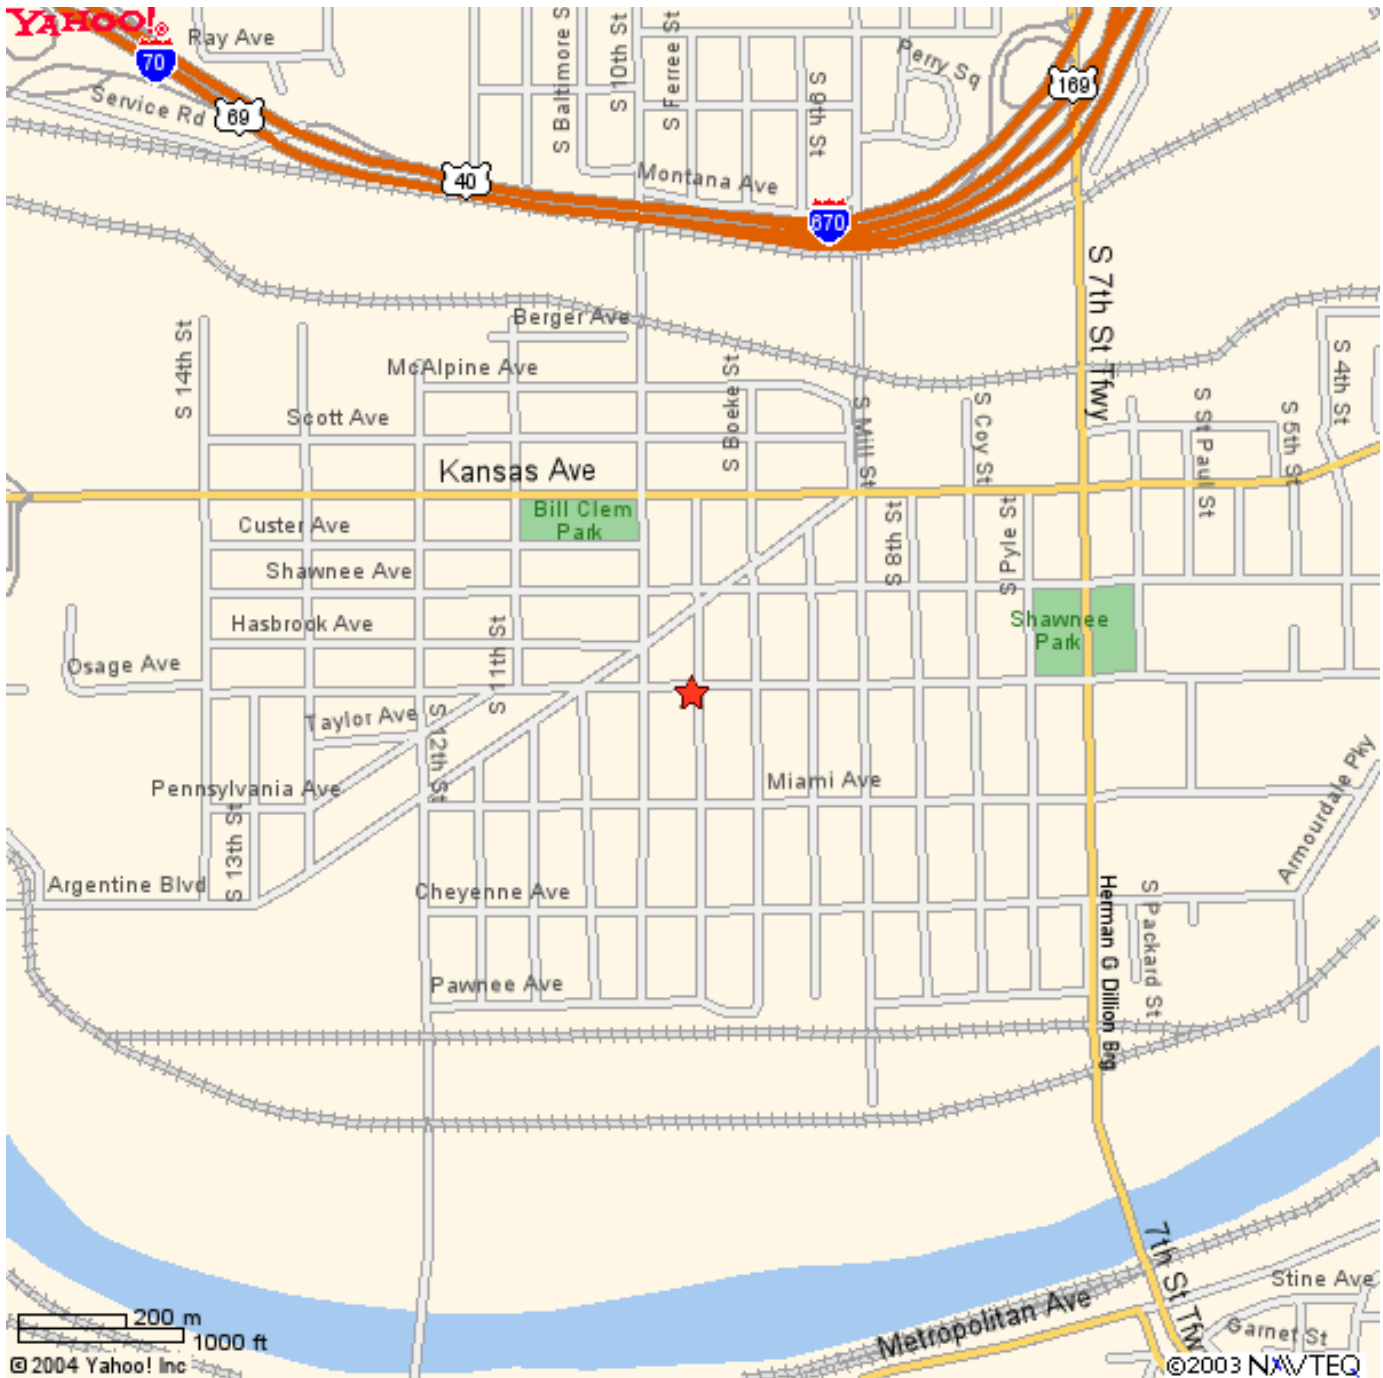 YAHOO!®
Ray Ave
70
Service Rd
69
40
S Baltimore S
S 10th St
S Ferree St
S 9th St
Perry Sq
169
Montana Ave
670
S 7th St Tfwy
Berger Ave
McAlpine Ave
S 14th St
Scott Ave
S Boeke St
S Mill St
S Coy St
S St Paul St
S 5th St
S 4th St
Kansas Ave
Bill Clem
Park
Custer Ave
S 8th St
S Pyle St
Shawnee Ave
Hasbrook Ave
Shawnee
Park
Osage Ave
S 11th St
Taylor Ave
S 12th St
Pennsylvania Ave
Miami Ave
S 13th St
Armourdale Pky
Argentine Blvd
Cheyenne Ave
Herman G Dillion Brg
S Packard St
Pawnee Ave
7th St Tfw
Stine Ave
Metropolitan Ave
Garnet St
200 m
1000 ft
©2004 Yahoo! Inc
©2003 NAVTEQ